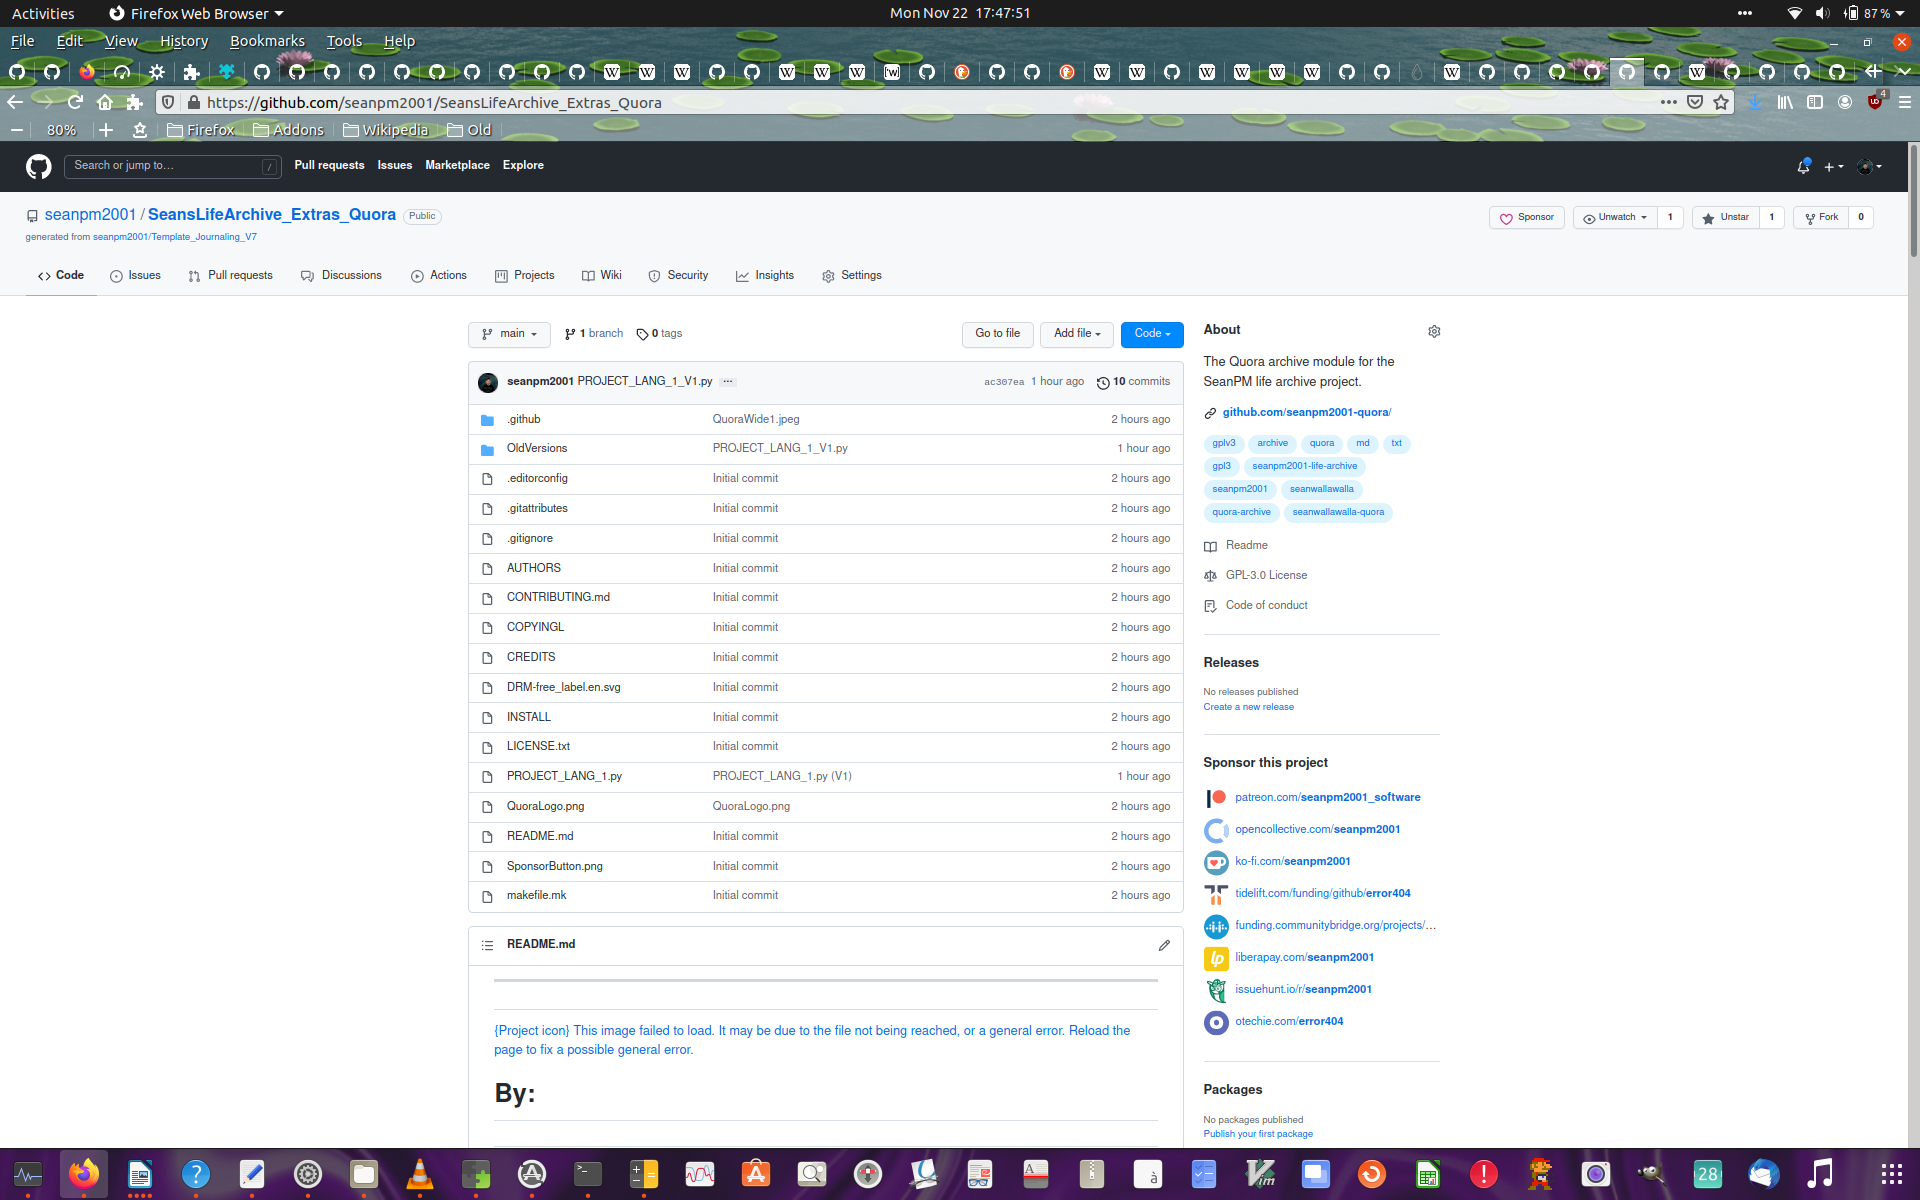 Activities
Firefox Web Browser
Mon Nov 22 17:47:51
87 %
File Edit View History Bookmarks Tools Help
https://github.com/seanpm2001/SeansLifeArchive_Extras_Quora
4
80%
Firefox
Addons
Wikipedia
Old
Search or jump to…
/
Pull requests Issues Marketplace Explore
seanpm2001 / SeansLifeArchive_Extras_Quora Public
generated from seanpm2001/Template_Journaling_V7
Sponsor
Unwatch 1
Unstar 1
Fork 0
Code
Issues
Pull requests
Discussions
Actions
Projects
Wiki
Security
Insights
Settings
main
1 branch
0 tags
Go to file
Add file
Code
seanpm2001 PROJECT_LANG_1_V1.py ...
ac307ea 1 hour ago 10 commits
.github QuoraWide1.jpeg 2 hours ago
OldVersions PROJECT_LANG_1_V1.py 1 hour ago
.editorconfig Initial commit 2 hours ago
.gitattributes Initial commit 2 hours ago
.gitignore Initial commit 2 hours ago
AUTHORS Initial commit 2 hours ago
CONTRIBUTING.md Initial commit 2 hours ago
COPYINGL Initial commit 2 hours ago
CREDITS Initial commit 2 hours ago
DRM-free_label.en.svg Initial commit 2 hours ago
INSTALL Initial commit 2 hours ago
LICENSE.txt Initial commit 2 hours ago
PROJECT_LANG_1.py PROJECT_LANG_1.py (V1) 1 hour ago
QuoraLogo.png QuoraLogo.png 2 hours ago
README.md Initial commit 2 hours ago
SponsorButton.png Initial commit 2 hours ago
makefile.mk Initial commit 2 hours ago
README.md
{Project icon} This image failed to load. It may be due to the file not being reached, or a general error. Reload the
page to fix a possible general error.
By:
About
The Quora archive module for the
SeanPM life archive project.
github.com/seanpm2001-quora/
gplv3 archive quora md txt
gpl3 seanpm2001-life-archive
seanpm2001 seanwallawalla
quora-archive seanwallawalla-quora
Readme
GPL-3.0 License
Code of conduct
Releases
No releases published
Create a new release
Sponsor this project
patreon.com/seanpm2001_software
opencollective.com/seanpm2001
ko-fi.com/seanpm2001
tidelift.com/funding/github/error404
funding.communitybridge.org/projects/…
liberapay.com/seanpm2001
issuehunt.io/r/seanpm2001
otechie.com/error404
Packages
No packages published
Publish your first package
28